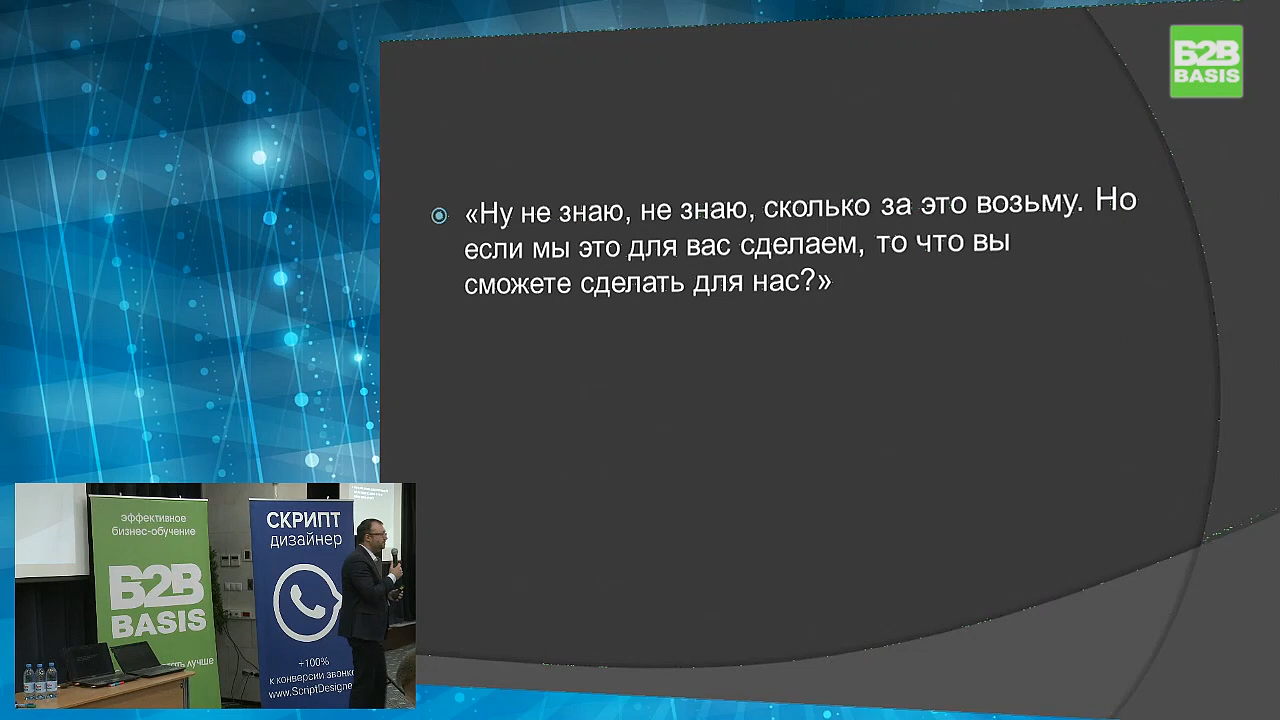 Б2В
BASIS
«Ну не знаю, не знаю, сколько за это возьму. Но
если мы это для вас сделаем, то что вы
сможете сделать для нас?»
эффективное
бизнес-обучение
Б2В
BASIS
лучше
СКРИПТ
дизайнер
+100%
к конверсии
www.ScriptDesigne